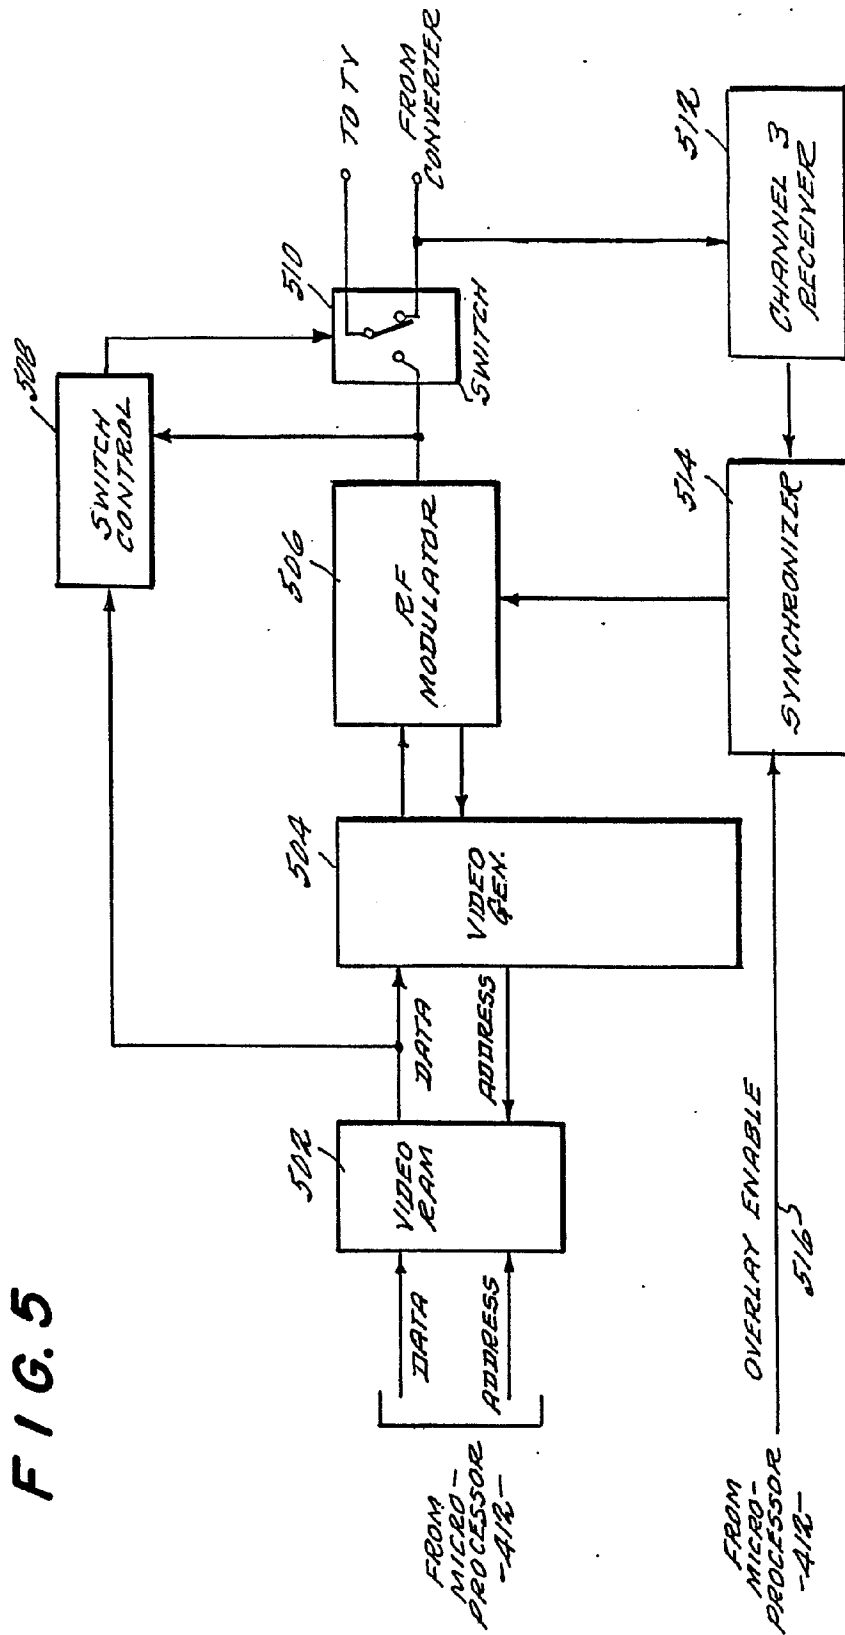 FIG. 5
508
SWITCH
CONTROL
510
SWITCH
TO TV
FROM
CONVERTER
502
VIDEO
RAM
504
VIDEO
GEN.
506
RF
MODULATOR
DATA
ADDRESS
DATA
ADDRESS
FROM
MICRO-
PROCESSOR
-412-
FROM
MICRO-
PROCESSOR
-412-
OVERLAY ENABLE
516
514
SYNCHRONIZER
512
CHANNEL 3
RECEIVER